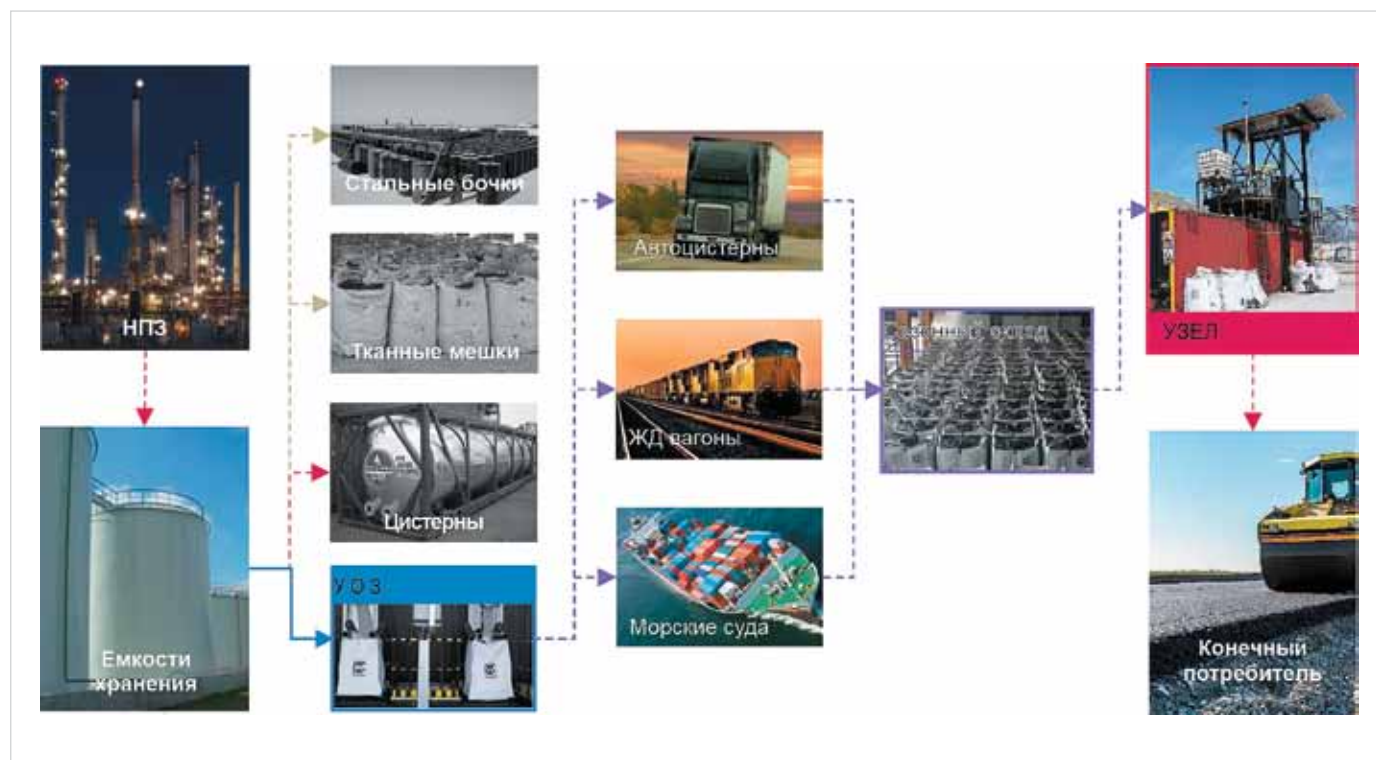 НПЗ
Емкости
хранения
Стальные бочки
Тканные мешки
Цистерны
УОЗ
Автоцистерны
ЖД вагоны
Морские суда
УЗЕЛ
Конечный
потребитель